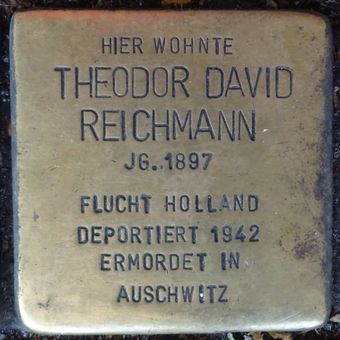 HIER WOHNTE
THEODOR DAVID
REICHMANN
JG. 1897
FLUCHT HOLLAND
DEPORTIERT 1942
ERMORDET IN
AUSCHWITZ